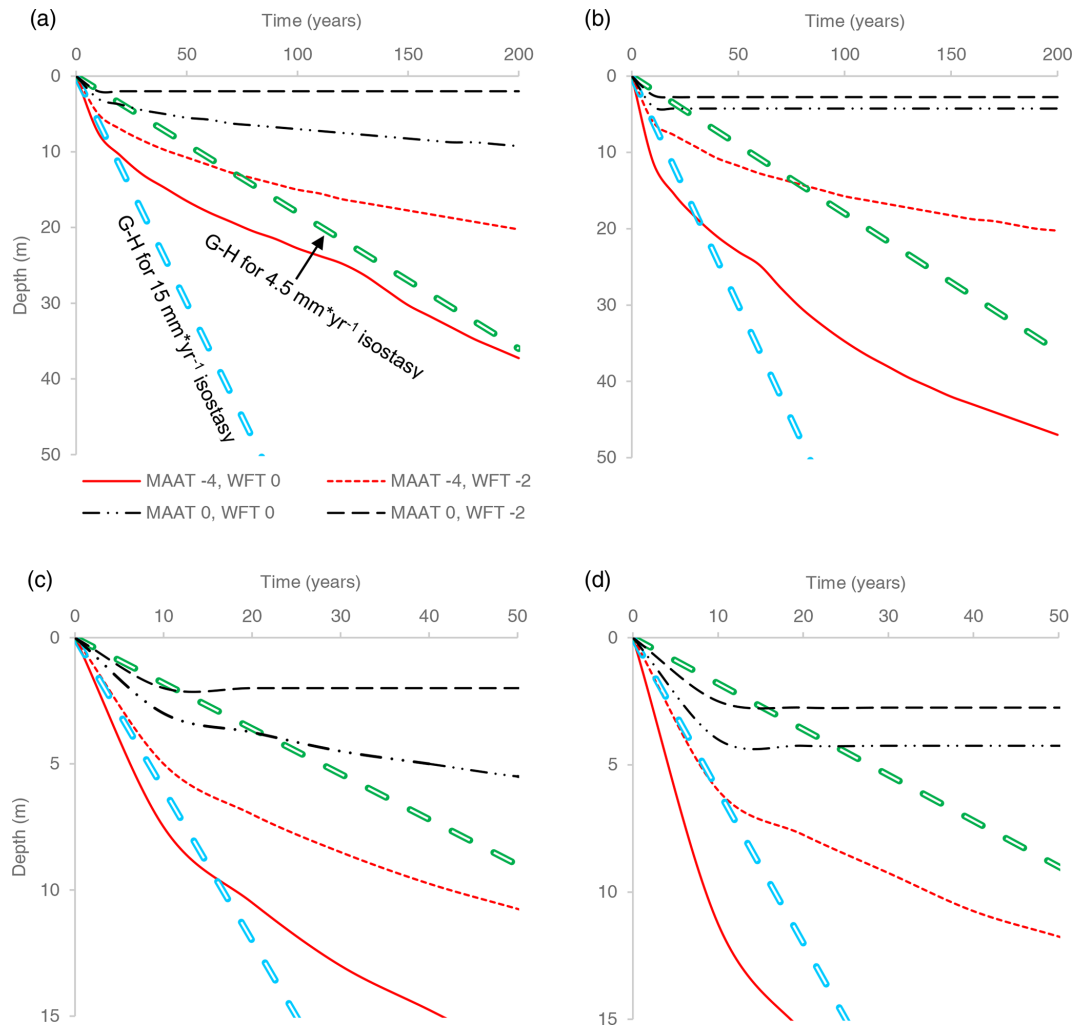 (a)
Time (years)
0 50 100 150 200
0
10
20
30
40
50
Depth (m)
G-H for 15 mm*yr⁻¹ isostasy
G-H for 4.5 mm*yr⁻¹ isostasy
(b)
Time (years)
0 50 100 150 200
0
10
20
30
40
50
MAAT -4, WFT 0
MAAT -4, WFT -2
MAAT 0, WFT 0
MAAT 0, WFT -2
(c)
Time (years)
0 10 20 30 40 50
0
5
10
15
Depth (m)
(d)
Time (years)
0 10 20 30 40 50
0
5
10
15